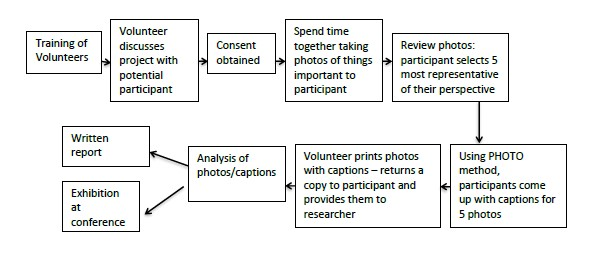 Training of
Volunteers
Volunteer
discusses
project with
potential
participant
Consent
obtained
Spend time
together taking
photos of things
important to
participant
Review photos:
participant selects 5
most representative
of their perspective
Using PHOTO
method,
participants come
up with captions for
5 photos
Volunteer prints photos
with captions – returns a
copy to participant and
provides them to
researcher
Analysis of
photos/captions
Written
report
Exhibition
at
conference